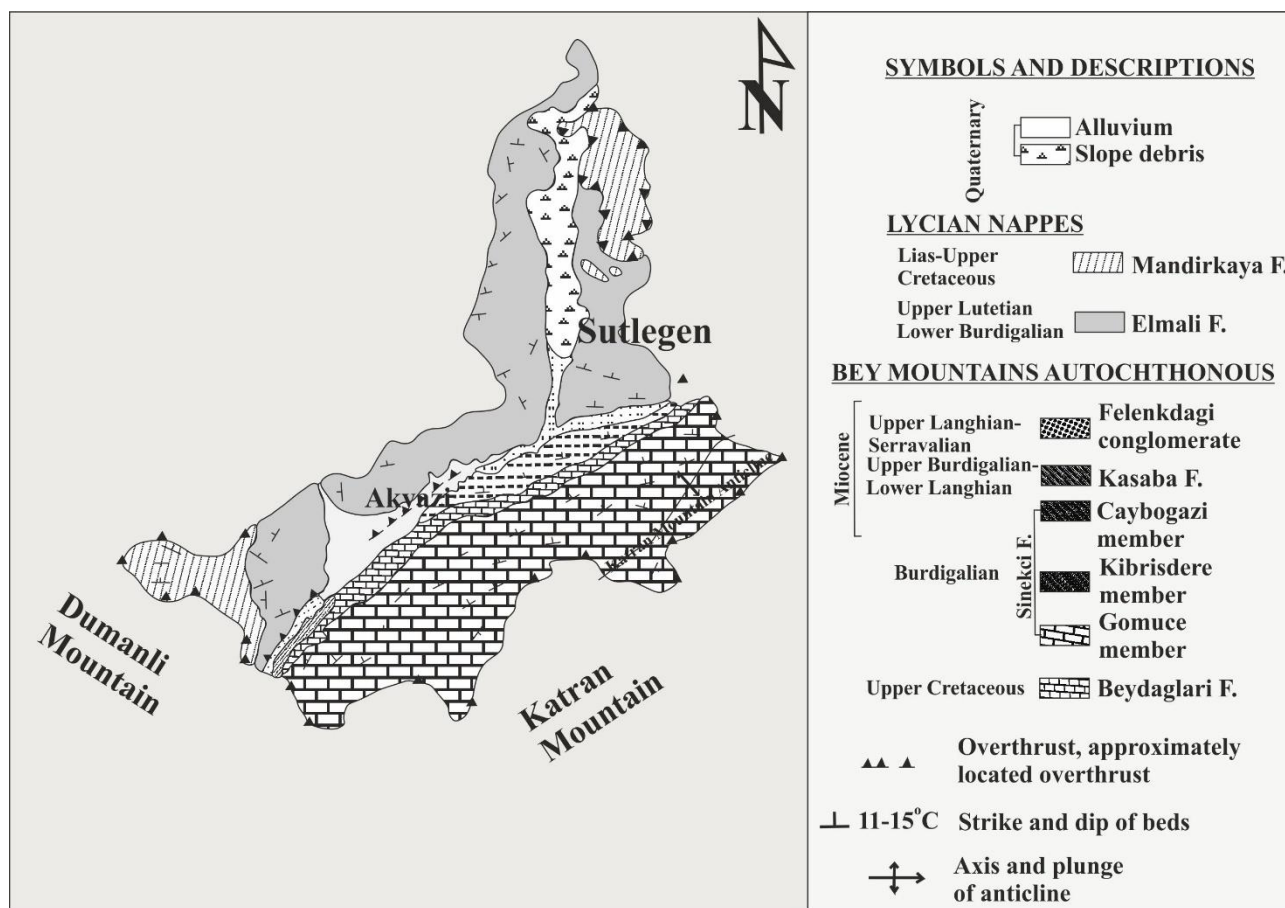 N
Sutlegen
Akyazi
Katran Mountain Anticline
Dumanli
Mountain
Katran
Mountain
SYMBOLS AND DESCRIPTIONS
Quaternary
Alluvium
Slope debris
LYCIAN NAPPES
Lias-Upper
Cretaceous
Mandirkaya F.
Upper Lutetian
Lower Burdigalian
Elmali F.
BEY MOUNTAINS AUTOCHTHONOUS
Miocene
Upper Langhian-
Serravalian
Felenkdagi
conglomerate
Upper Burdigalian-
Lower Langhian
Kasaba F.
Burdigalian
Sinekci F.
Caybogazi
member
Kibrisdere
member
Gomuce
member
Upper Cretaceous
Beydaglari F.
Overthrust, approximately
located overthrust
11-15°C
Strike and dip of beds
Axis and plunge
of anticline